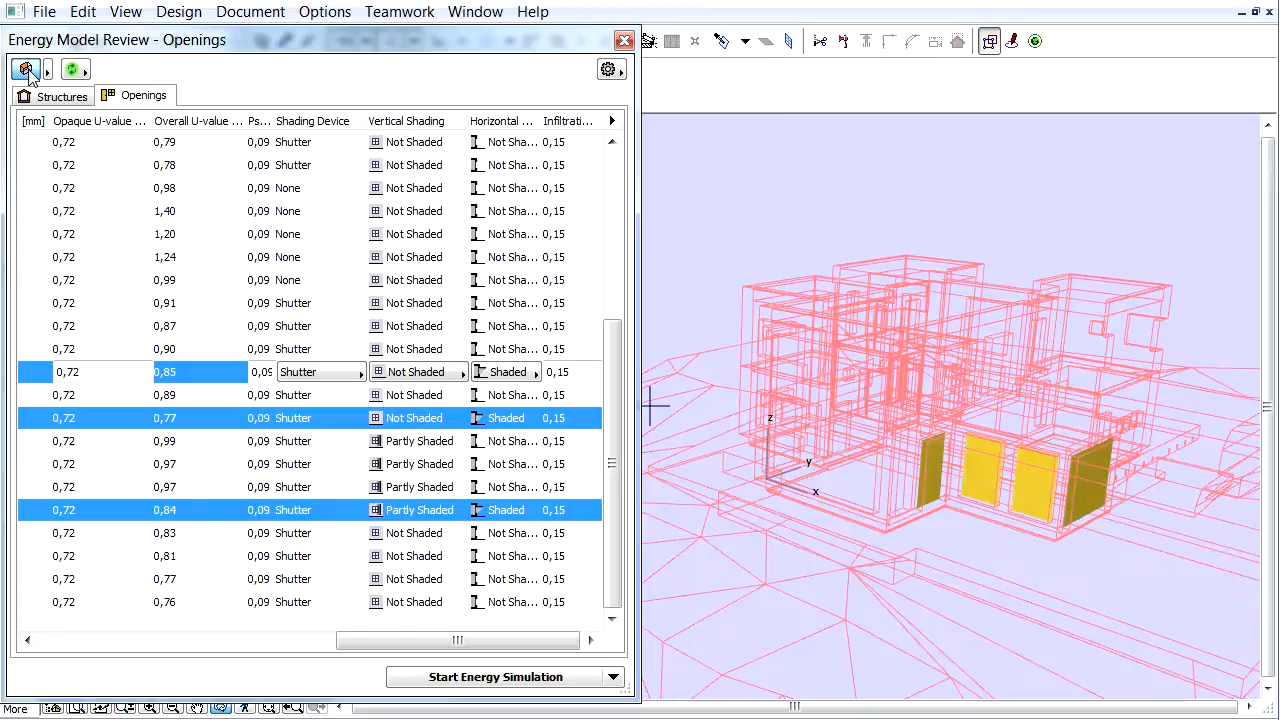 File Edit View Design Document Options Teamwork Window Help
Energy Model Review - Openings
Structures Openings
[mm] Opaque U-value ... Overall U-value ... Ps... Shading Device Vertical Shading Horizontal ... Infiltrati...
0,72 0,79 0,09 Shutter Not Shaded Not Sha... 0,15
0,72 0,78 0,09 Shutter Not Shaded Not Sha... 0,15
0,72 0,98 0,09 None Not Shaded Not Sha... 0,15
0,72 1,40 0,09 None Not Shaded Not Sha... 0,15
0,72 1,20 0,09 None Not Shaded Not Sha... 0,15
0,72 1,24 0,09 None Not Shaded Not Sha... 0,15
0,72 0,99 0,09 None Not Shaded Not Sha... 0,15
0,72 0,91 0,09 Shutter Not Shaded Not Sha... 0,15
0,72 0,87 0,09 Shutter Not Shaded Not Sha... 0,15
0,72 0,90 0,09 Shutter Not Shaded Not Sha... 0,15
0,72 0,85 0,09 Shutter Not Shaded Shaded 0,15
0,72 0,89 0,09 Shutter Not Shaded Not Sha... 0,15
0,72 0,77 0,09 Shutter Not Shaded Shaded 0,15
0,72 0,99 0,09 Shutter Partly Shaded Not Sha... 0,15
0,72 0,97 0,09 Shutter Partly Shaded Not Sha... 0,15
0,72 0,97 0,09 Shutter Partly Shaded Not Sha... 0,15
0,72 0,84 0,09 Shutter Partly Shaded Shaded 0,15
0,72 0,83 0,09 Shutter Not Shaded Not Sha... 0,15
0,72 0,81 0,09 Shutter Not Shaded Not Sha... 0,15
0,72 0,77 0,09 Shutter Not Shaded Not Sha... 0,15
0,72 0,76 0,09 Shutter Not Shaded Not Sha... 0,15
Start Energy Simulation
z
y
x
More